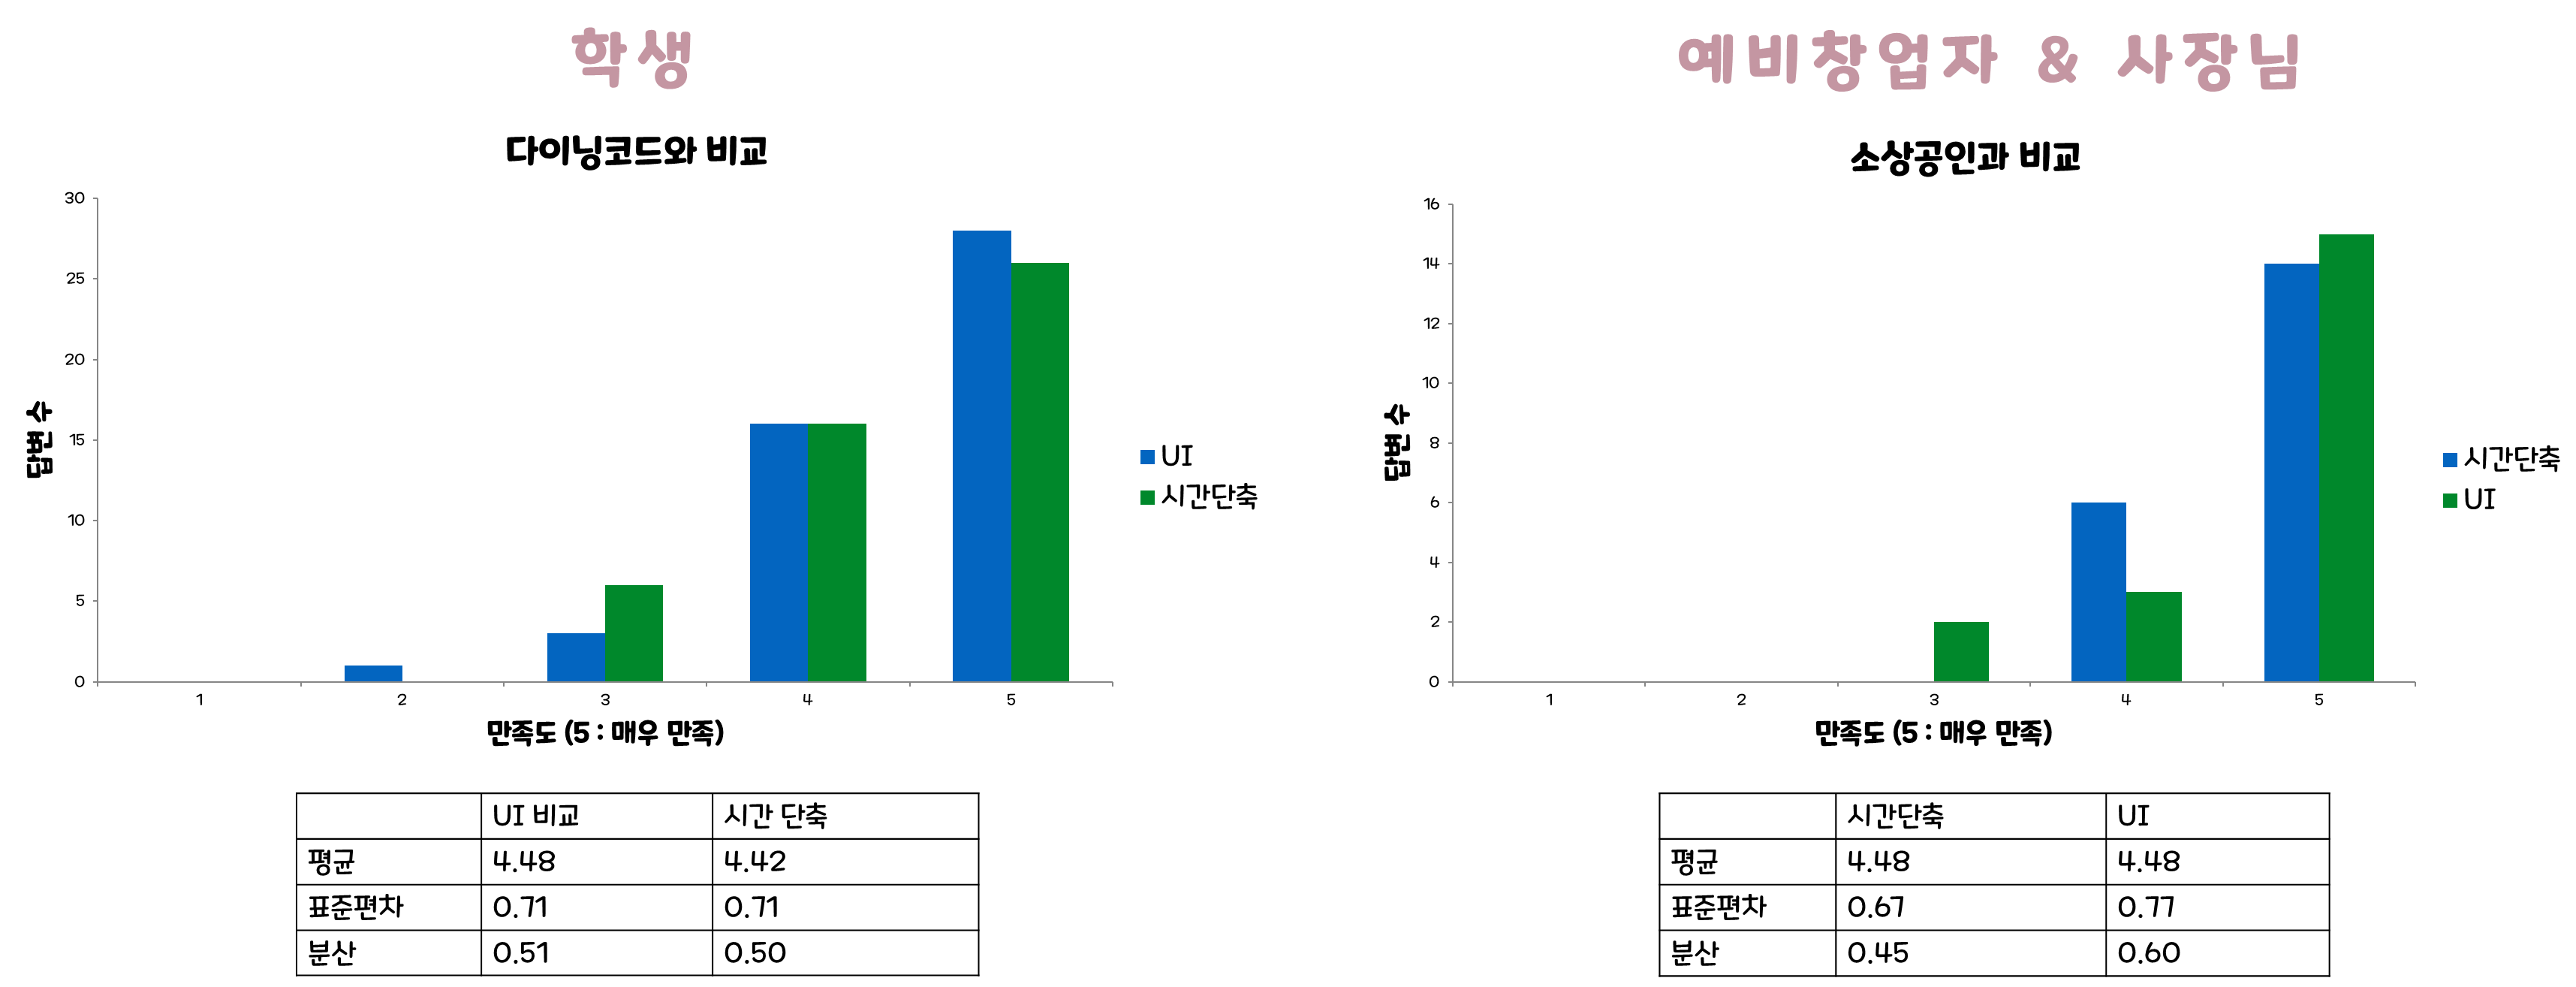 학생
다이닝코드와 비교
30
25
20
15
10
5
0
답변 수
1 2 3 4 5
만족도 (5 : 매우 만족)
UI
시간단축
UI 비교 시간 단축
평균 4.48 4.42
표준편차 0.71 0.71
분산 0.51 0.50
예비창업자 & 사장님
소상공인과 비교
16
14
12
10
8
6
4
2
0
답변 수
1 2 3 4 5
만족도 (5 : 매우 만족)
시간단축
UI
시간단축 UI
평균 4.48 4.48
표준편차 0.67 0.77
분산 0.45 0.60